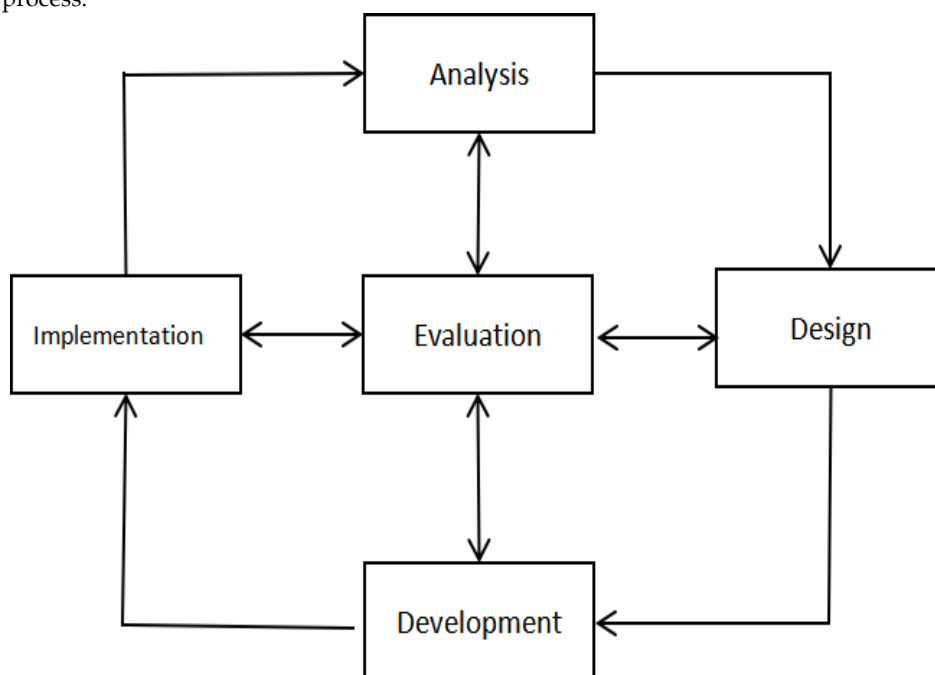 process.
Analysis
Implementation
Evaluation
Design
Development